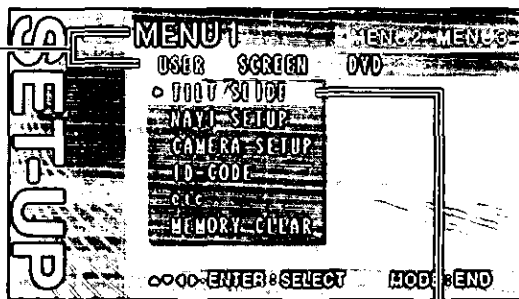 SET-UP
MENU1 MENU2 MENU3
USER SCREEN DVD
TILT/SLIDE
NAVI-SETUP
CAMERA-SETUP
ID-CODE
MEMORY CLEAR
ENTER:SELECT MODE:END